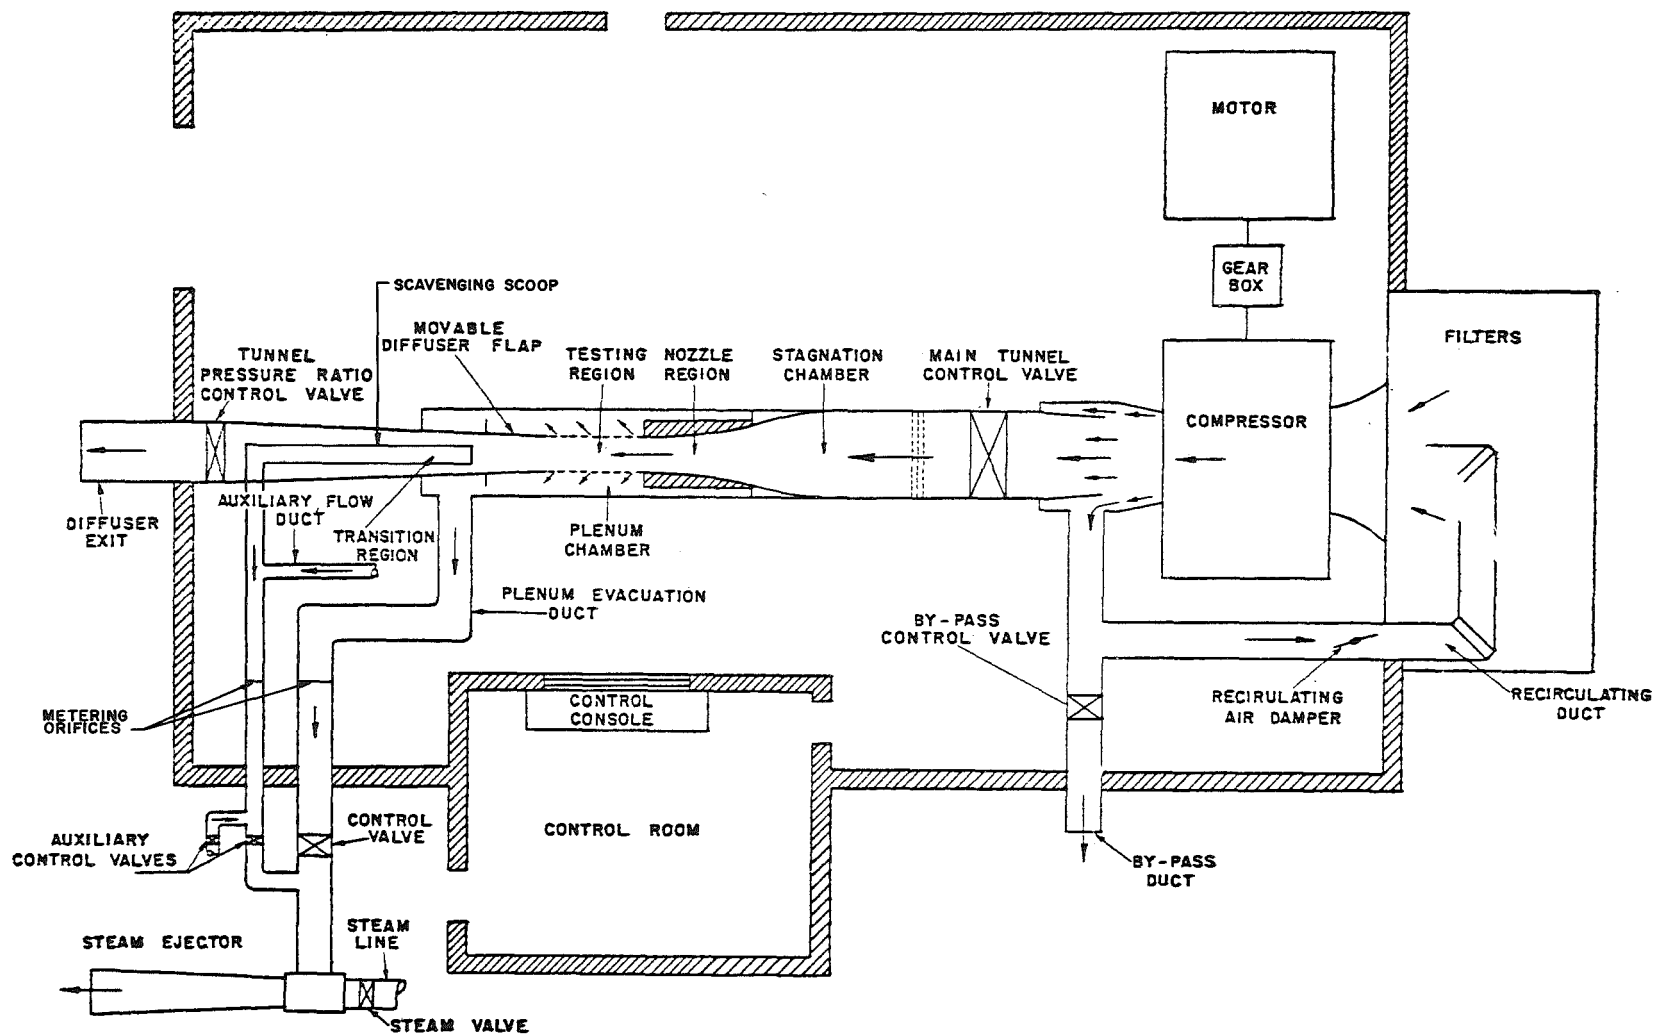 MOTOR
GEAR
BOX
SCAVENGING SCOOP
FILTERS
MOVABLE
DIFFUSER FLAP
TUNNEL
PRESSURE RATIO
CONTROL VALVE
TESTING
REGION
NOZZLE
REGION
STAGNATION
CHAMBER
MAIN TUNNEL
CONTROL VALVE
COMPRESSOR
AUXILIARY FLOW
DUCT
DIFFUSER
EXIT
TRANSITION
REGION
PLENUM
CHAMBER
PLENUM EVACUATION
DUCT
BY-PASS
CONTROL VALVE
METERING
ORIFICES
CONTROL
CONSOLE
RECIRULATING
AIR DAMPER
RECIRCULATING
DUCT
AUXILIARY
CONTROL VALVES
CONTROL
VALVE
CONTROL ROOM
BY-PASS
DUCT
STEAM EJECTOR
STEAM
LINE
STEAM VALVE